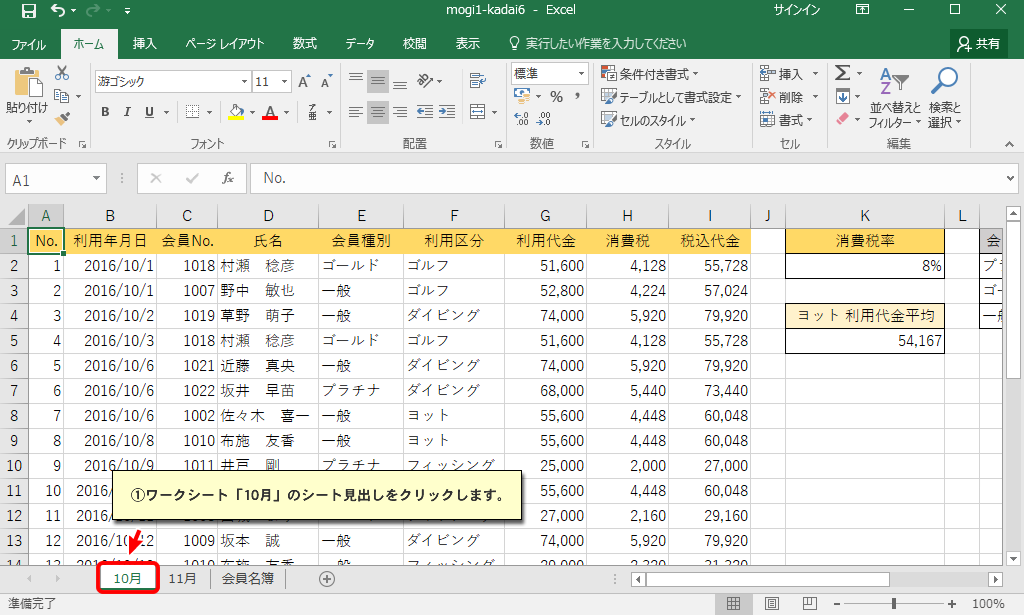 mogi1-kadai6 - Excel サインイン
ファイル ホーム 挿入 ページ レイアウト 数式 データ 校閲 表示 実行したい作業を入力してください 共有
貼り付け 游ゴシック 11 A A 標準 条件付き書式 挿入 Σ
B I U A % , テーブルとして書式設定 削除 並べ替えと フィルター 検索と 選択
セルのスタイル 書式
クリップボード フォント 配置 数値 スタイル セル 編集
A1 fx No.
A B C D E F G H I J K L
1 No. 利用年月日 会員No. 氏名 会員種別 利用区分 利用代金 消費税 税込代金 消費税率 会
2 1 2016/10/1 1018 村瀬 稔彦 ゴールド ゴルフ 51,600 4,128 55,728 8%
3 2 2016/10/1 1007 野中 敏也 一般 ゴルフ 52,800 4,224 57,024 ゴー
4 3 2016/10/2 1019 草野 萌子 一般 ダイビング 74,000 5,920 79,920 ヨット 利用代金平均 一般
5 4 2016/10/3 1018 村瀬 稔彦 ゴールド ゴルフ 51,600 4,128 55,728 54,167
6 5 2016/10/6 1021 近藤 真央 一般 ダイビング 74,000 5,920 79,920
7 6 2016/10/6 1022 坂井 早苗 プラチナ ダイビング 68,000 5,440 73,440
8 7 2016/10/8 1002 佐々木 喜一 一般 ヨット 55,600 4,448 60,048
9 8 2016/10/8 1010 布施 友香 一般 ヨット 55,600 4,448 60,048
10 9 2016/10/9 1011 井戸 剛 プラチナ フィッシング 25,000 2,000 27,000
11 10 2016/ 55,600 4,448 60,048
①ワークシート「10月」のシート見出しをクリックします。
12 11 2016/ 27,000 2,160 29,160
13 12 2016/10/12 1009 坂本 誠 一般 ダイビング 74,000 5,920 79,920
14
10月 11月 会員名簿
準備完了 100%